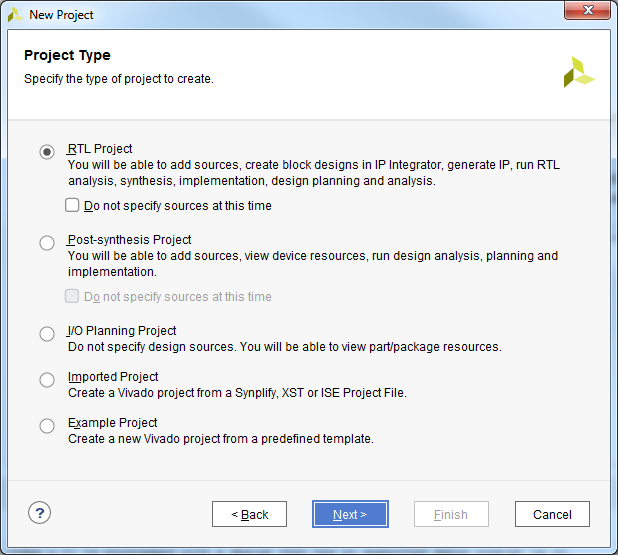 New Project
Project Type
Specify the type of project to create.
RTL Project
You will be able to add sources, create block designs in IP Integrator, generate IP, run RTL
analysis, synthesis, implementation, design planning and analysis.
Do not specify sources at this time
Post-synthesis Project
You will be able to add sources, view device resources, run design analysis, planning and
implementation.
Do not specify sources at this time
I/O Planning Project
Do not specify design sources. You will be able to view part/package resources.
Imported Project
Create a Vivado project from a Synplify, XST or ISE Project File.
Example Project
Create a new Vivado project from a predefined template.
? < Back Next > Finish Cancel